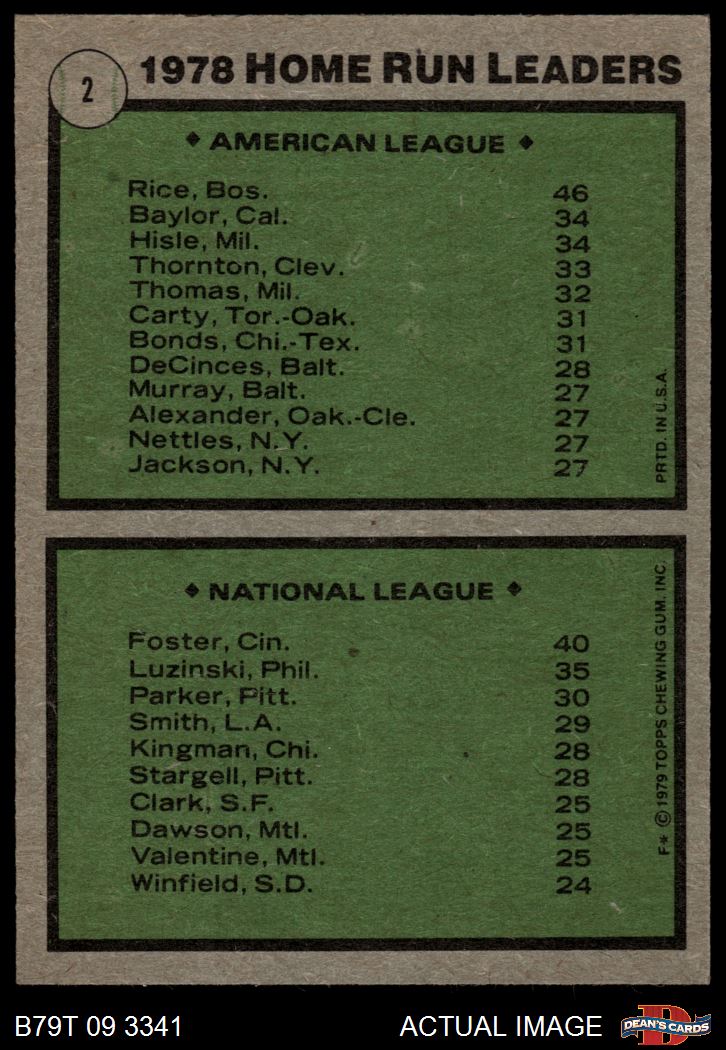 2
1978 HOME RUN LEADERS
AMERICAN LEAGUE
Rice, Bos. 46
Baylor, Cal. 34
Hisle, Mil. 34
Thornton, Clev. 33
Thomas, Mil. 32
Carty, Tor.-Oak. 31
Bonds, Chi.-Tex. 31
DeCinces, Balt. 28
Murray, Balt. 27
Alexander, Oak.-Cle. 27
Nettles, N.Y. 27
Jackson, N.Y. 27
PRTD. IN U.S.A.
NATIONAL LEAGUE
Foster, Cin. 40
Luzinski, Phil. 35
Parker, Pitt. 30
Smith, L.A. 29
Kingman, Chi. 28
Stargell, Pitt. 28
Clark, S.F. 25
Dawson, Mtl. 25
Valentine, Mtl. 25
Winfield, S.D. 24
F* © 1979 TOPPS CHEWING GUM, INC.
B79T 09 3341
ACTUAL IMAGE
D
DEAN'S CARDS